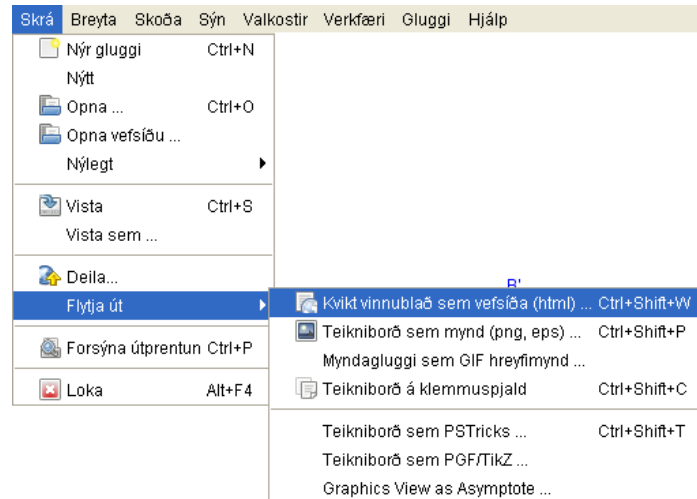 Skrá Breyta Skoða Sýn Valkostir Verkfæri Gluggi Hjálp
Nýr gluggi Ctrl+N
Nýtt
Opna ... Ctrl+O
Opna vefsíðu ...
Nýlegt
Vista Ctrl+S
Vista sem ...
Deila...
Flytja út
Forsýna útprentun Ctrl+P
Loka Alt+F4
B'
Kvikt vinnublað sem vefsíða (html) ... Ctrl+Shift+W
Teikniborð sem mynd (png, eps) ... Ctrl+Shift+P
Myndagluggi sem GIF hreyfimynd ...
Teikniborð á klemmuspjald Ctrl+Shift+C
Teikniborð sem PSTricks ... Ctrl+Shift+T
Teikniborð sem PGF/TikZ ...
Graphics View as Asymptote ...